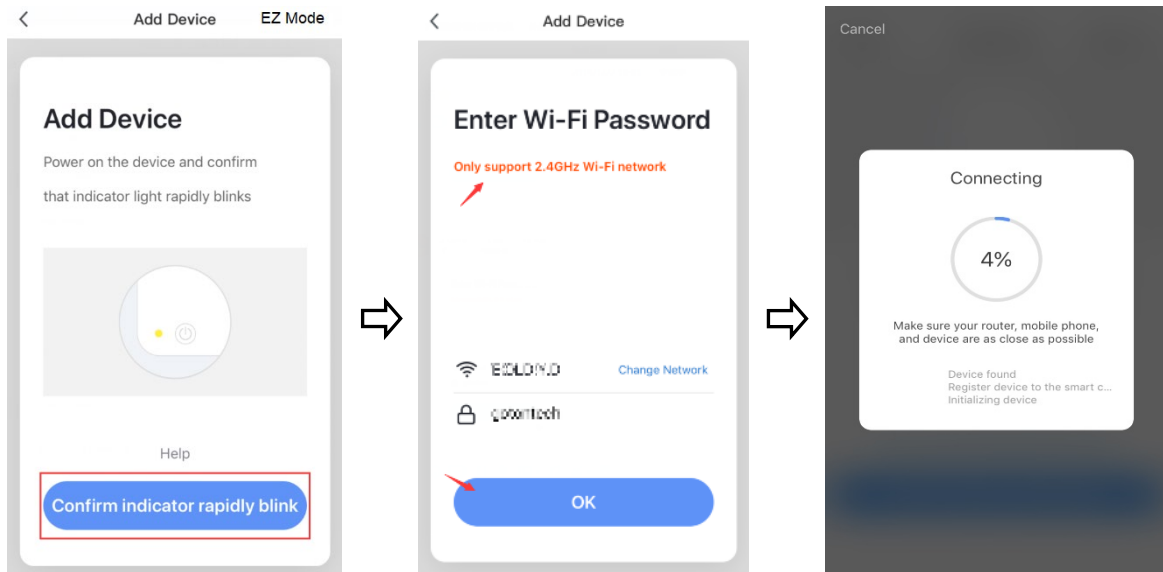 Add Device
EZ Mode
Add Device
Power on the device and confirm
that indicator light rapidly blinks
Help
Confirm indicator rapidly blink
Add Device
Enter Wi-Fi Password
Only support 2.4GHz Wi-Fi network
Change Network
OK
Cancel
Connecting
4%
Make sure your router, mobile phone,
and device are as close as possible
Device found
Register device to the smart c...
Initializing device